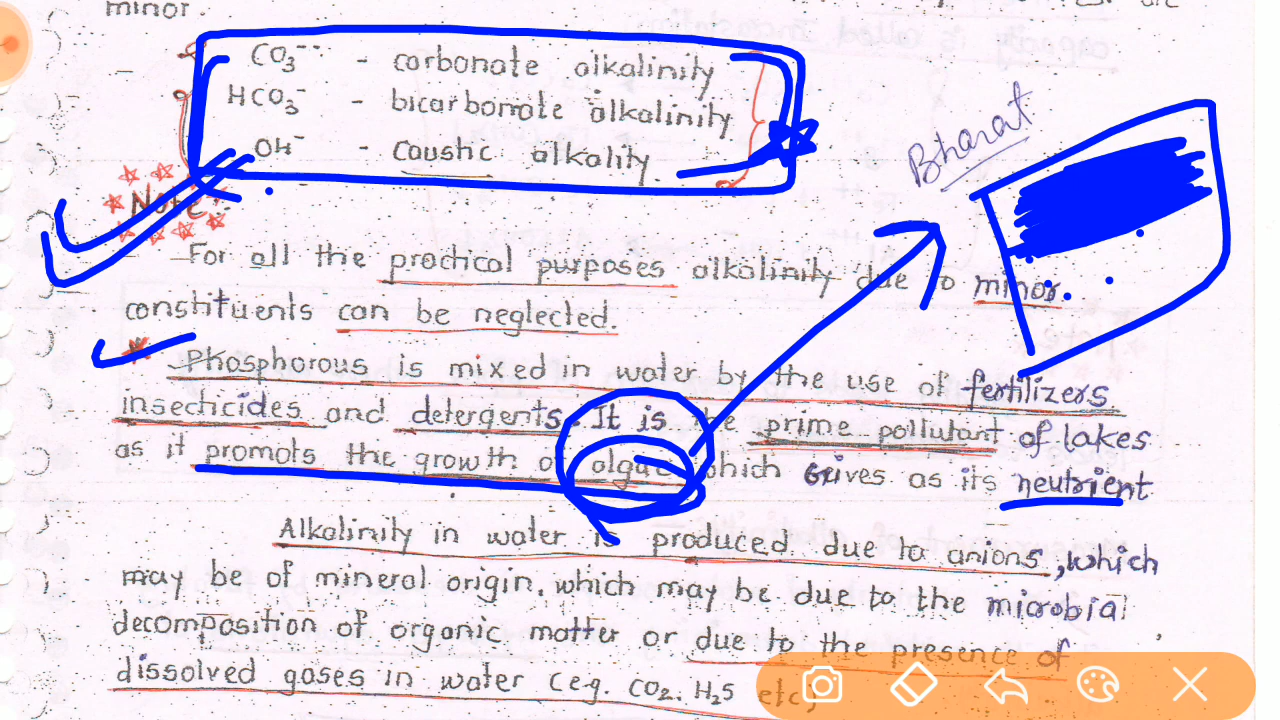 minor.
CO3-- - carbonate alkalinity
HCO3- - bicarbonate alkalinity
OH- - caustic alkality.
Bharat
Note:
For all the practical purposes alkalinity due to minor
constituents can be neglected.
Phosphorous is mixed in water by the use of fertilizers
insecticides and detergents. It is the prime pollutant of lakes
as it promots the growth of algae which gives as its neutrient
Alkalinity in water is produced due to anions, which
may be of mineral origin, which may be due to the microbial
decomposition of organic matter or due to the presence of
dissolved gases in water (eg. CO2. H2S etc)